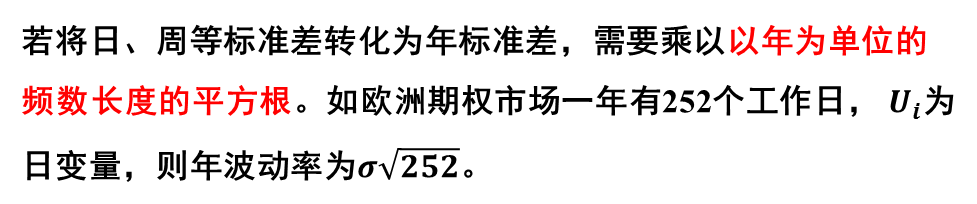 若将日、周等标准差转化为年标准差，需要乘以以年为单位的
频数长度的平方根。如欧洲期权市场一年有252个工作日， 𝑼ᵢ为
日变量，则年波动率为𝝈√252。